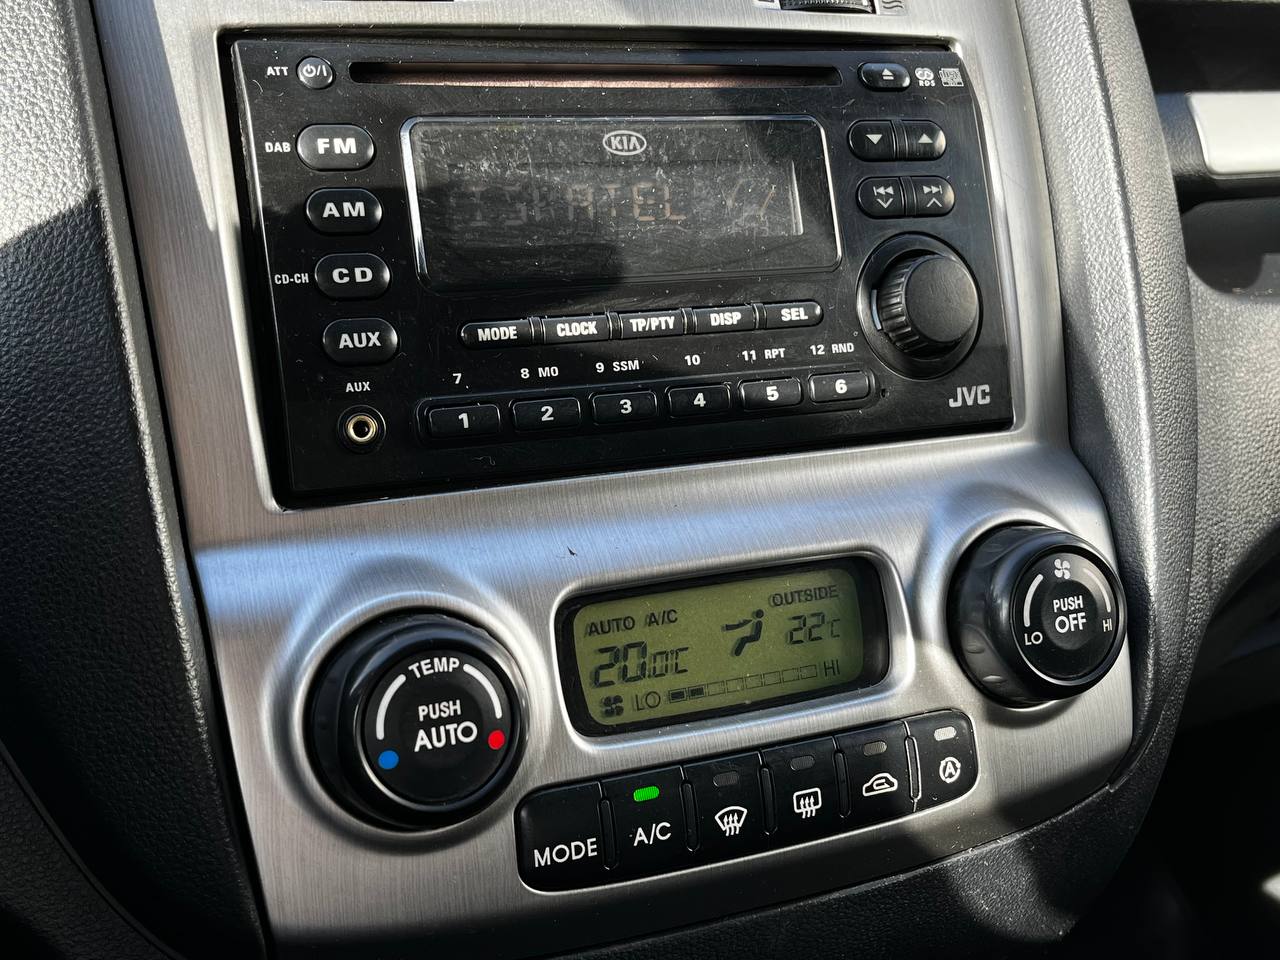 ATT
RDS
DAB FM
KIA
AM
CD-CH CD
AUX
MODE CLOCK TP/PTY DISP SEL
AUX
7 8 MO 9 SSM 10 11 RPT 12 RND
1 2 3 4 5 6
JVC
AUTO A/C OUTSIDE
20.0°C 22°C
LO HI
TEMP
PUSH
AUTO
PUSH
OFF
LO HI
MODE A/C
A